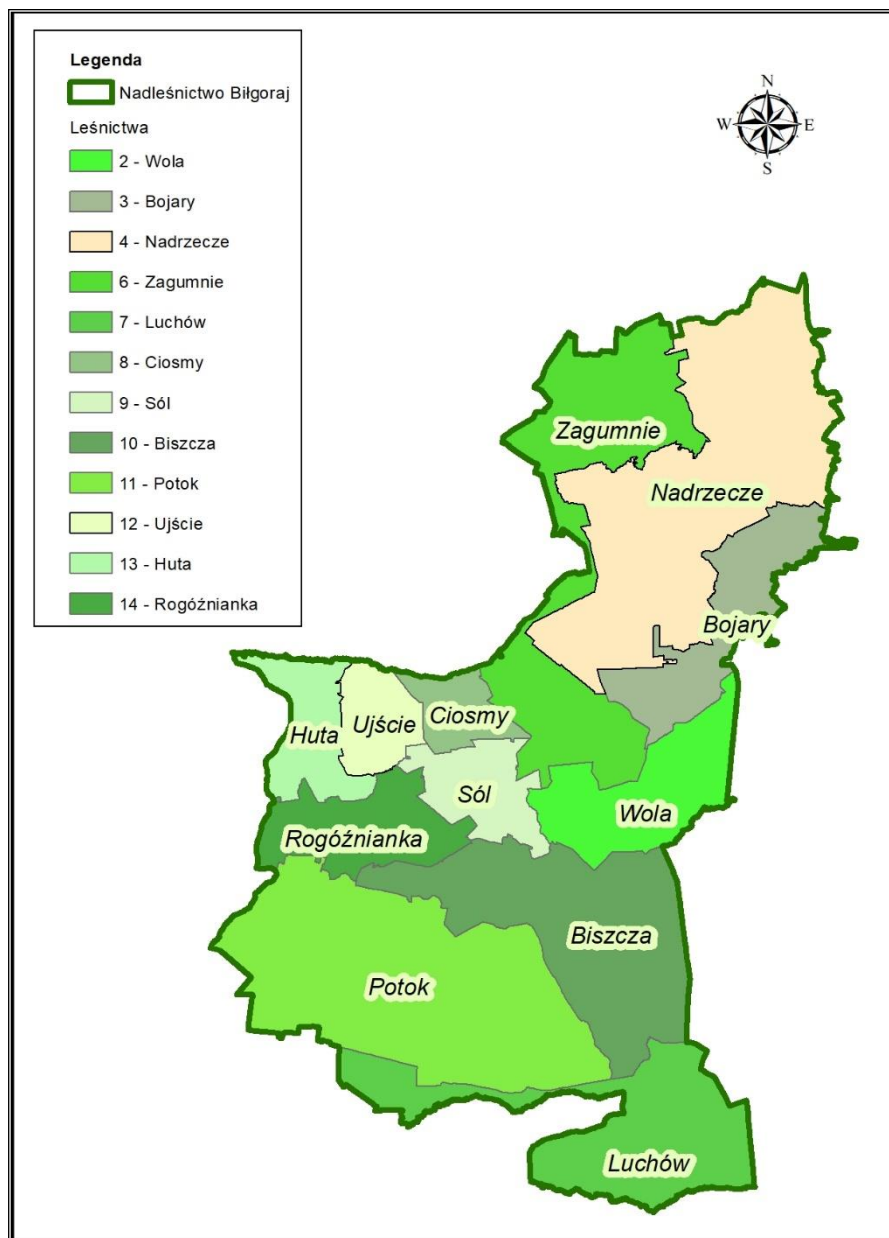 Legenda
Nadleśnictwo Biłgoraj
Leśnictwa
2 - Wola
3 - Bojary
4 - Nadrzecze
6 - Zagumnie
7 - Luchów
8 - Ciosmy
9 - Sól
10 - Biszcza
11 - Potok
12 - Ujście
13 - Huta
14 - Rogóźnianka
N
W E
S
Zagumnie
Nadrzecze
Bojary
Ciosmy
Ujście
Huta
Sól
Wola
Rogóźnianka
Biszcza
Potok
Luchów